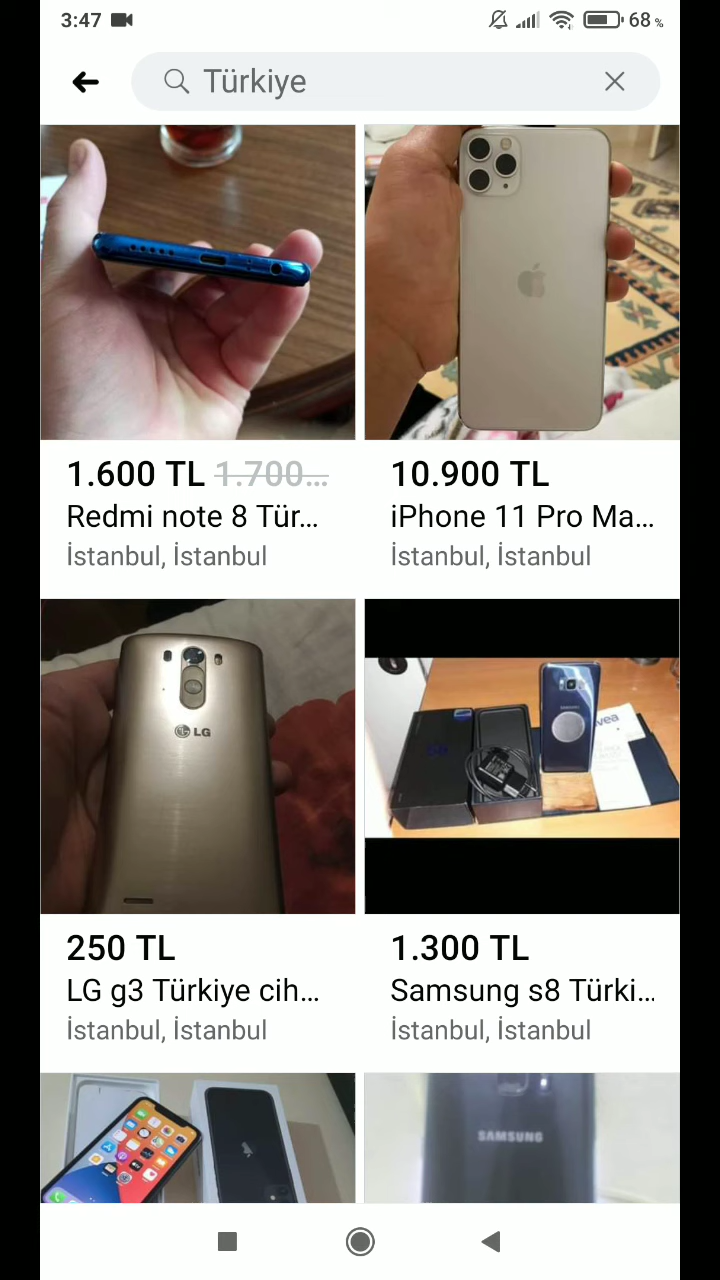 3:47
68 %
Türkiye
1.600 TL 1.700...
10.900 TL
Redmi note 8 Tür...
iPhone 11 Pro Ma...
İstanbul, İstanbul
İstanbul, İstanbul
LG
vea
250 TL
1.300 TL
LG g3 Türkiye cih...
Samsung s8 Türki...
İstanbul, İstanbul
İstanbul, İstanbul
SAMSUNG